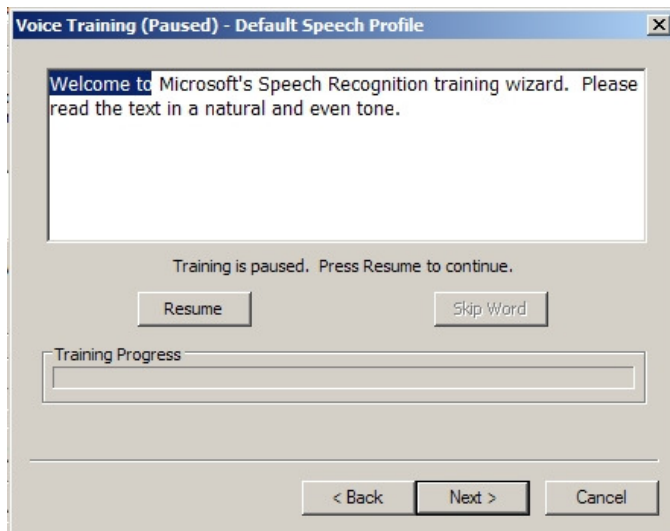 Voice Training (Paused) - Default Speech Profile
Welcome to Microsoft's Speech Recognition training wizard.  Please
read the text in a natural and even tone.
Training is paused.  Press Resume to continue.
Resume
Skip Word
Training Progress
< Back
Next >
Cancel